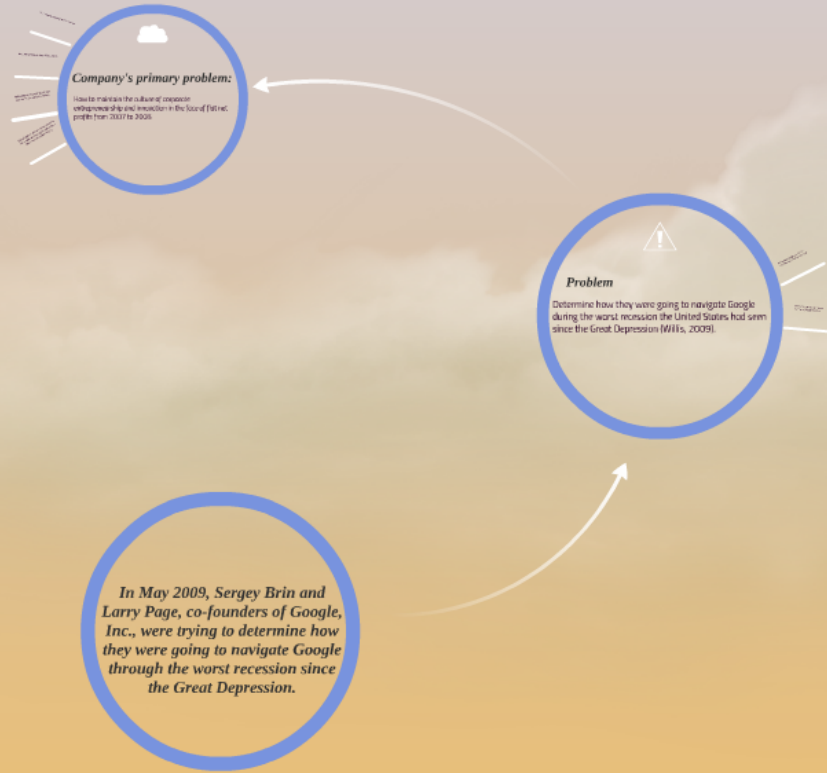 Company's primary problem:
How to maintain the culture of corporate
entrepreneurship and innovation in the face of flat net
profits from 2007 to 2008.
Problem
Determine how they were going to navigate Google
during the worst recession the United States had seen
since the Great Depression (Willis, 2009).
In May 2009, Sergey Brin and
Larry Page, co-founders of Google,
Inc., were trying to determine how
they were going to navigate Google
through the worst recession since
the Great Depression.